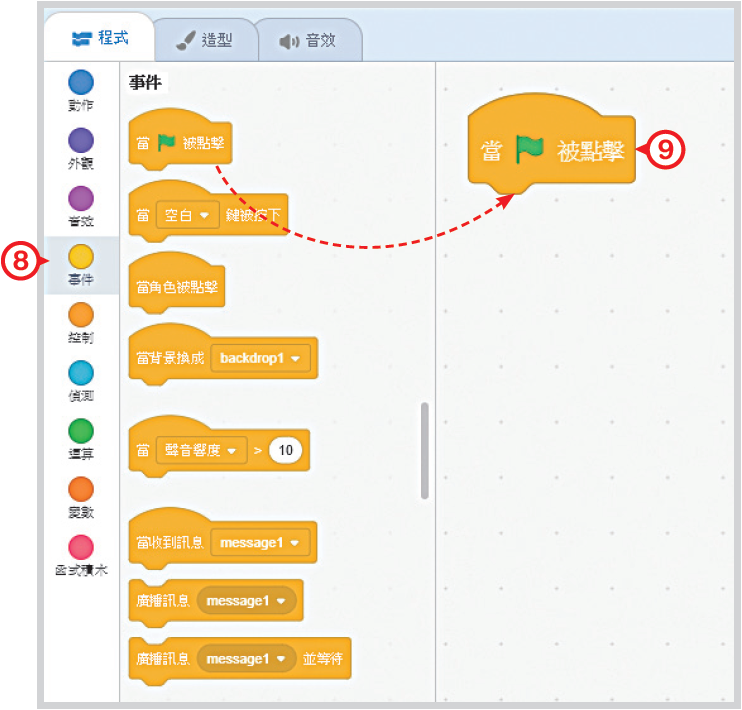 程式 造型 音效
動作
外觀
音效
事件
控制
偵測
運算
變數
函式積木
事件
當 被點擊
當 空白 鍵被按下
當角色被點擊
當背景換成 backdrop1
當 聲音響度 > 10
當收到訊息 message1
廣播訊息 message1
廣播訊息 message1 並等待
當 被點擊
8
9